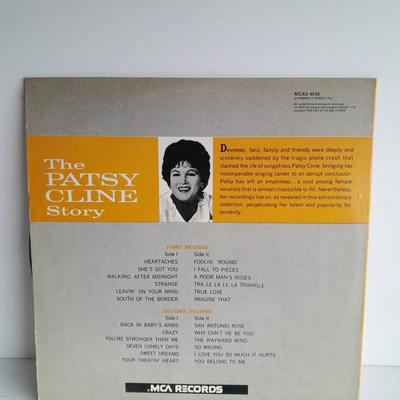 MCA2-4038
The
PATSY
CLINE
Story
Devotees, fans, family and friends were deeply and
sincerely saddened by the tragic plane crash that
claimed the life of songstress Patsy Cline, bringing her
incomparable singing career to an abrupt conclusion.
Patsy has left an emptiness... a void among female
vocalists that is almost impossible to fill. Nevertheless,
her recordings live on, as revealed in this extraordinary
collection, perpetuating her talent and popularity for
posterity.
FIRST RECORD
Side I
HEARTACHES
SHE'S GOT YOU
WALKING AFTER MIDNIGHT
STRANGE
LEAVIN' ON YOUR MIND
SOUTH OF THE BORDER
Side II
FOOLIN' 'ROUND
I FALL TO PIECES
A POOR MAN'S ROSES
TRA LE LA LE LA TRIANGLE
TRUE LOVE
IMAGINE THAT
SECOND RECORD
Side I
BACK IN BABY'S ARMS
CRAZY
YOU'RE STRONGER THAN ME
SEVEN LONELY DAYS
SWEET DREAMS
YOUR CHEATIN' HEART
Side II
SAN ANTONIO ROSE
WHY CAN'T HE BE YOU
THE WAYWARD WIND
SO WRONG
I LOVE YOU SO MUCH IT HURTS
YOU BELONG TO ME
MCA RECORDS